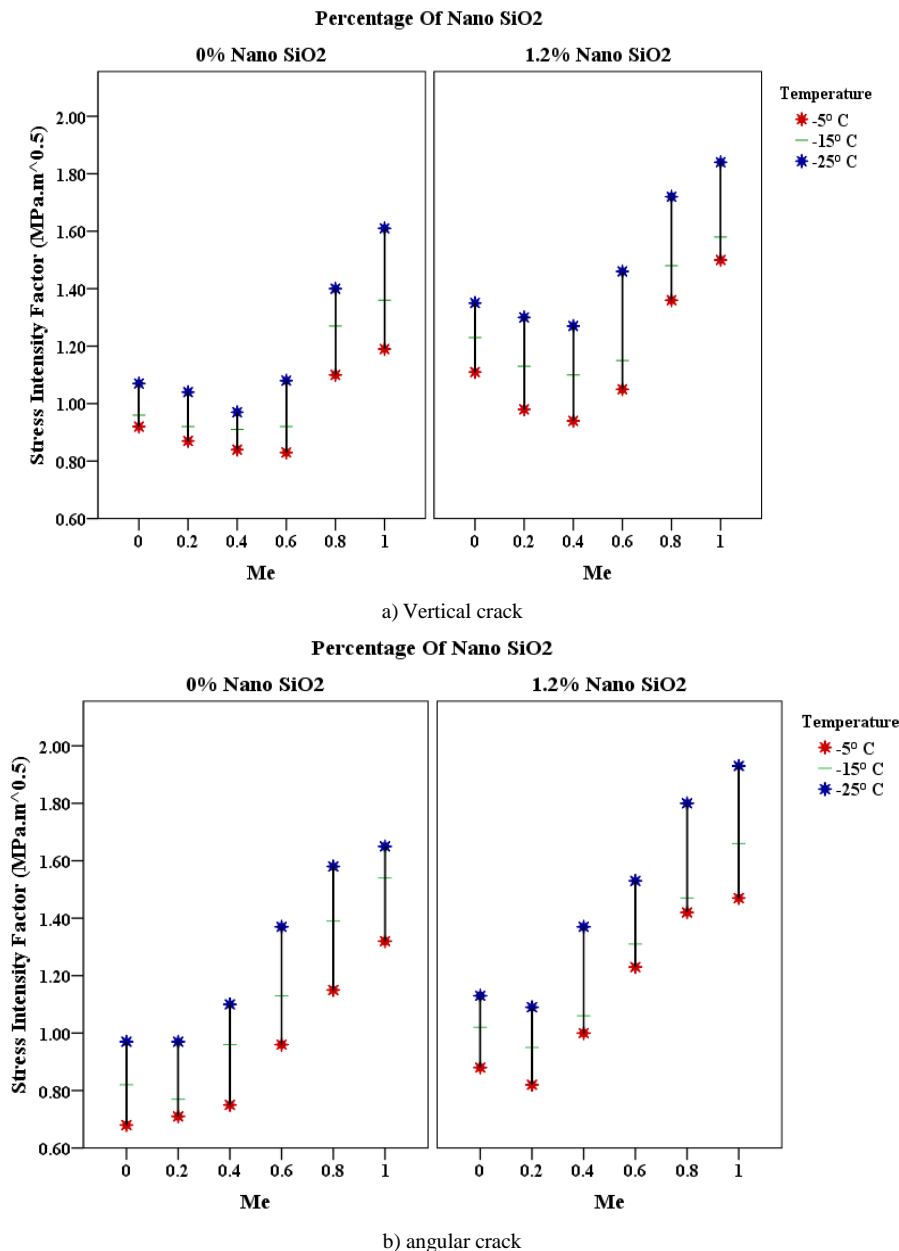 Percentage Of Nano SiO2
0% Nano SiO2 1.2% Nano SiO2
Temperature
-5° C
-15° C
-25° C
Stress Intensity Factor (MPa.m^0.5)
2.00
1.80
1.60
1.40
1.20
1.00
0.80
0.60
0 0.2 0.4 0.6 0.8 1 0 0.2 0.4 0.6 0.8 1
Me Me
a) Vertical crack
Percentage Of Nano SiO2
0% Nano SiO2 1.2% Nano SiO2
Temperature
-5° C
-15° C
-25° C
Stress Intensity Factor (MPa.m^0.5)
2.00
1.80
1.60
1.40
1.20
1.00
0.80
0.60
0 0.2 0.4 0.6 0.8 1 0 0.2 0.4 0.6 0.8 1
Me Me
b) angular crack